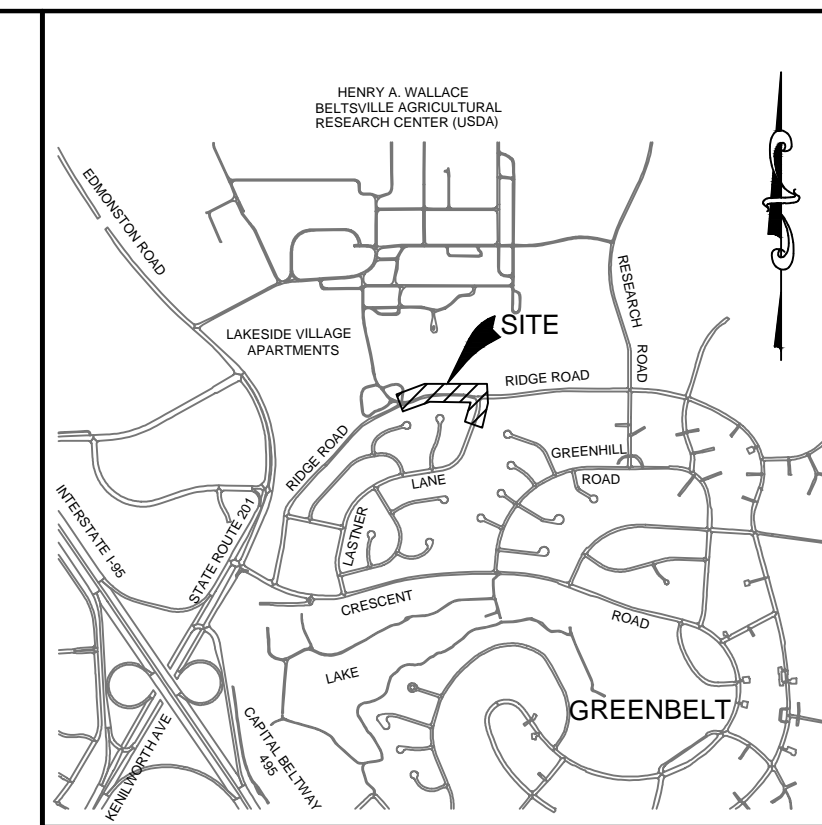 HENRY A. WALLACE
BELTSVILLE AGRICULTURAL
RESEARCH CENTER (USDA)
EDMONSTON ROAD
RESEARCH
ROAD
SITE
LAKESIDE VILLAGE
APARTMENTS
RIDGE ROAD
RIDGE ROAD
GREENHILL
ROAD
LANE
LASTNER
INTERSTATE I-95
STATE ROUTE 201
CRESCENT
ROAD
LAKE
GREENBELT
KENILWORTH AVE
CAPITAL BELTWAY
495